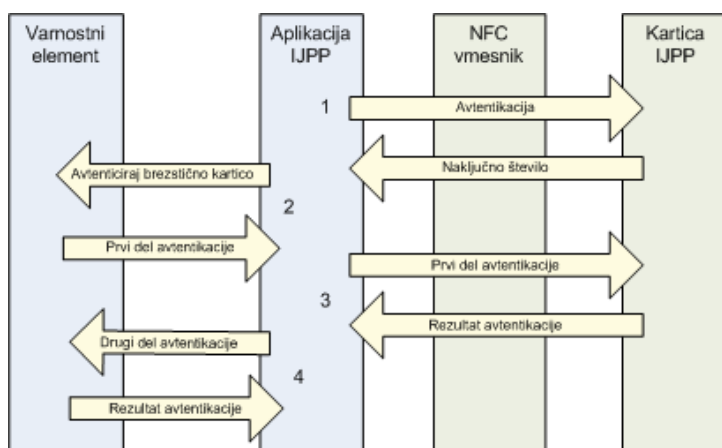 Varnostni
element
Aplikacija
IJPP
NFC
vmesnik
Kartica
IJPP
1
Avtentikacija
Avtenticiraj brezstično kartico
Naključno število
2
Prvi del avtentikacije
Prvi del avtentikacije
3
Rezultat avtentikacije
Drugi del avtentikacije
4
Rezultat avtentikacije